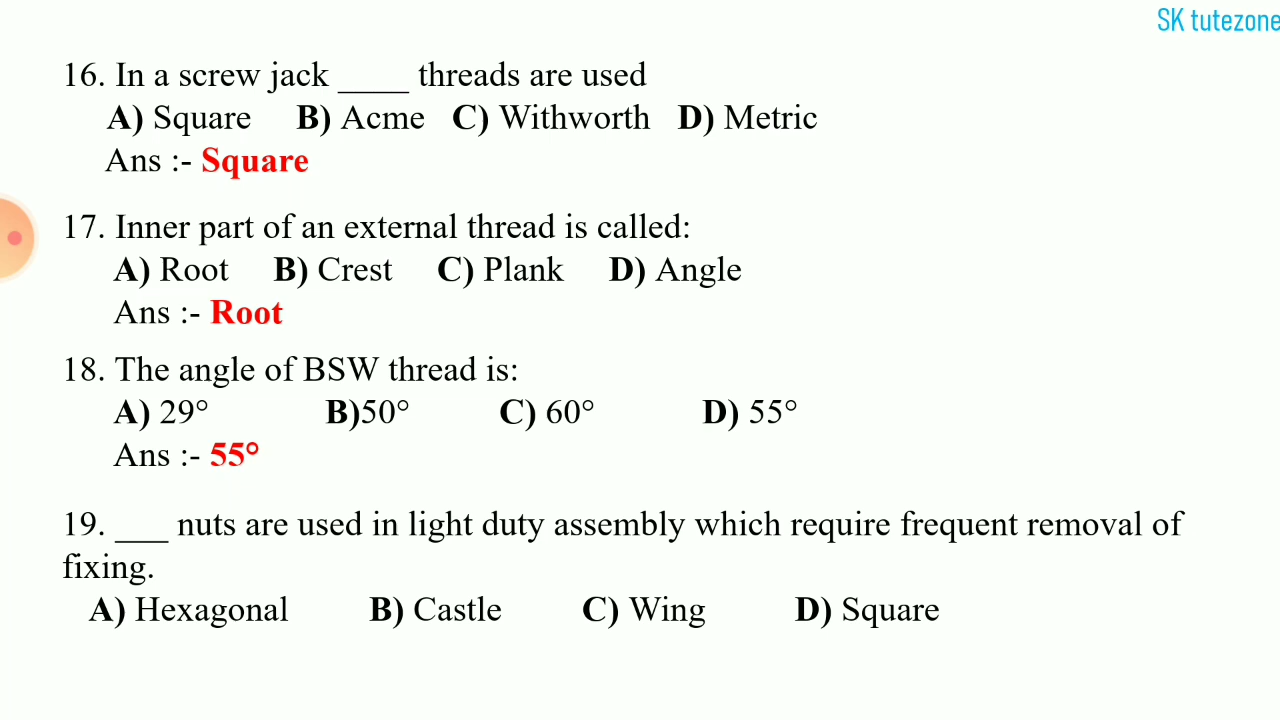 SK tutezone
16. In a screw jack ____ threads are used
A) Square B) Acme C) Withworth D) Metric
Ans :- Square
17. Inner part of an external thread is called:
A) Root B) Crest C) Plank D) Angle
Ans :- Root
18. The angle of BSW thread is:
A) 29° B)50° C) 60° D) 55°
Ans :- 55°
19. ___ nuts are used in light duty assembly which require frequent removal of
fixing.
A) Hexagonal B) Castle C) Wing D) Square